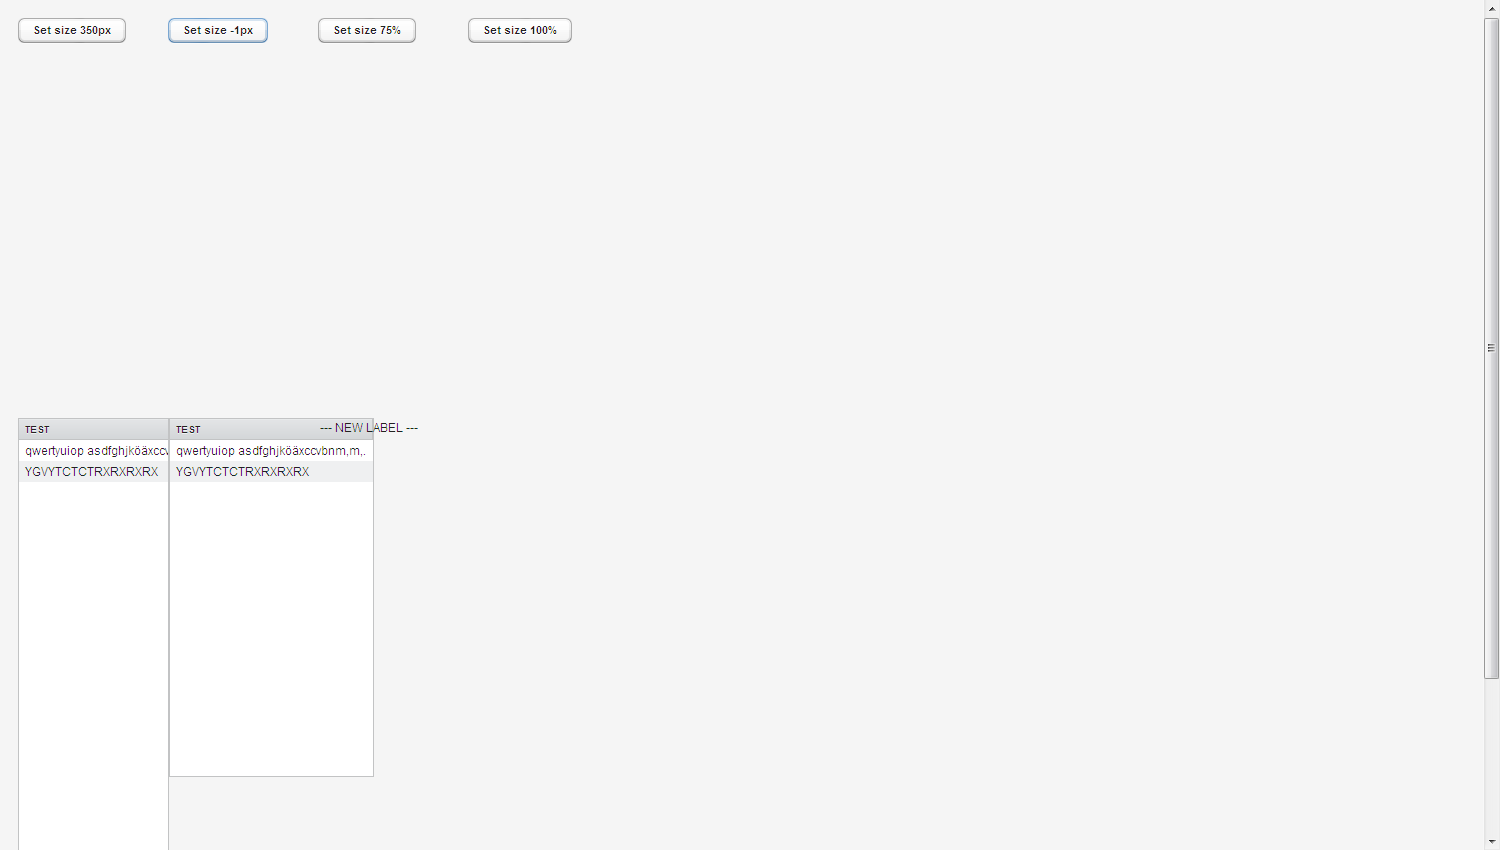 Set size 350px Set size -1px Set size 75% Set size 100%
TEST TEST --- NEW LABEL ---
qwertyuiop asdfghjköäxccv qwertyuiop asdfghjköäxccvbnm,m,.
YGVYTCTCTRXRXRXRX YGVYTCTCTRXRXRXRX